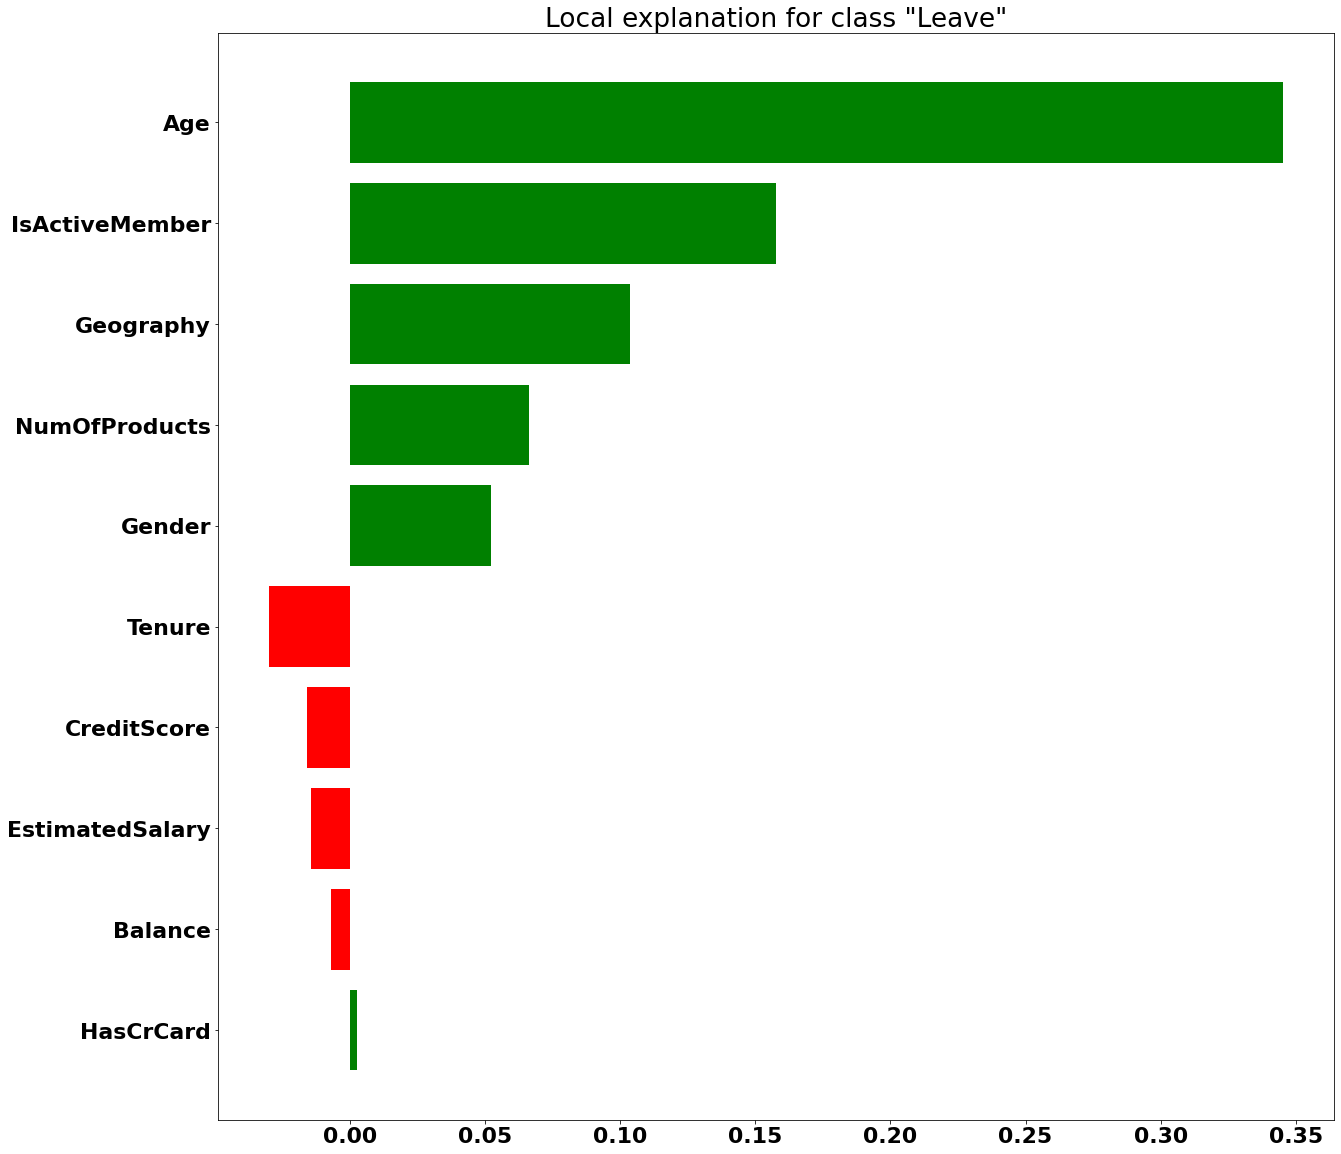 Local explanation for class "Leave"
Age
IsActiveMember
Geography
NumOfProducts
Gender
Tenure
CreditScore
EstimatedSalary
Balance
HasCrCard
0.00 0.05 0.10 0.15 0.20 0.25 0.30 0.35